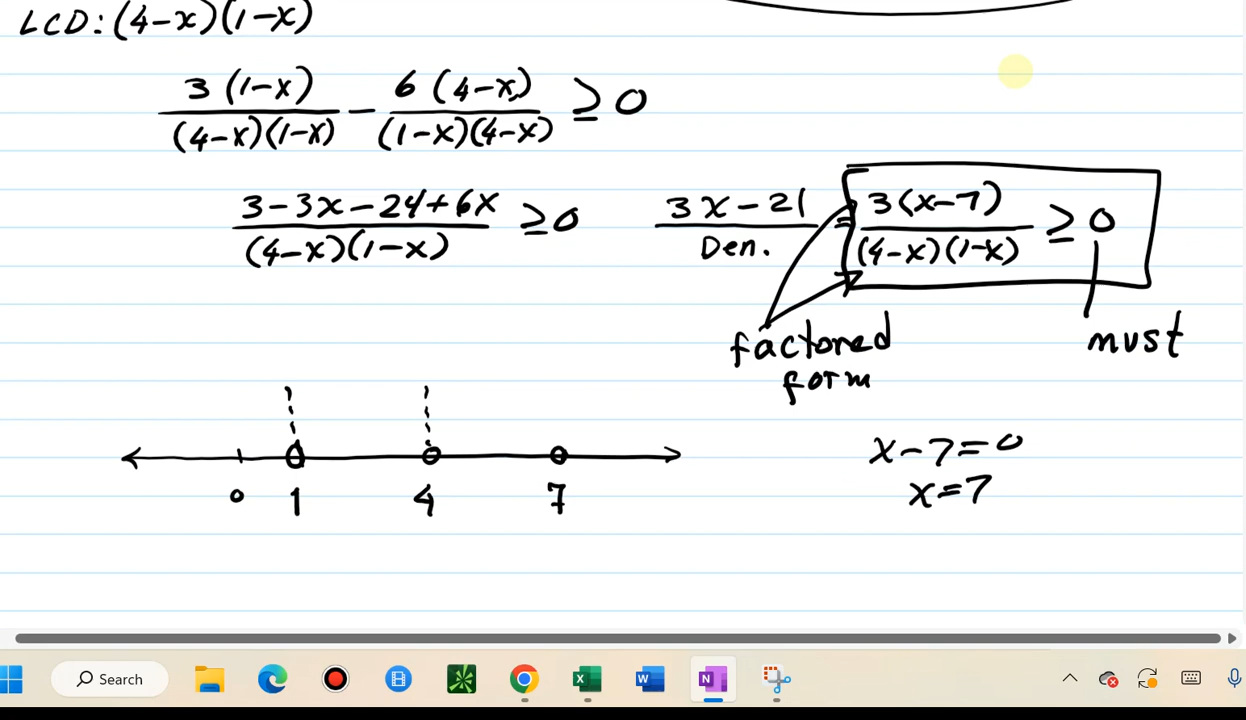 LCD: (4-x)(1-x)
3(1-x)/(4-x)(1-x) - 6(4-x)/(1-x)(4-x) ≥ 0
3-3x-24+6x/(4-x)(1-x) ≥ 0   3x-21/Den. = 3(x-7)/(4-x)(1-x) ≥ 0
factored form
must
x-7=0
x=7
0 1 4 7
Search